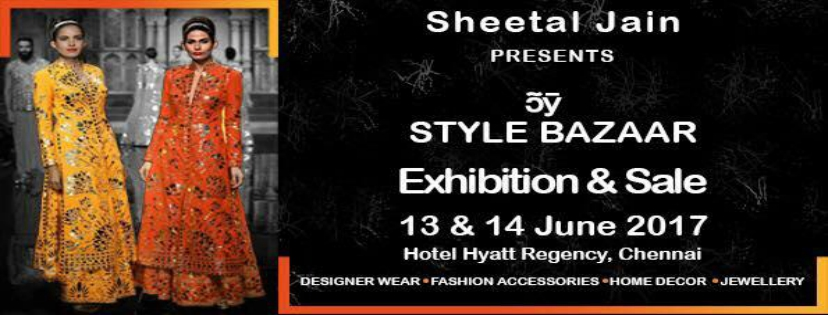 Sheetal Jain
PRESENTS
STYLE BAZAAR
Exhibition & Sale
13 & 14 June 2017
Hotel Hyatt Regency, Chennai
DESIGNER WEAR • FASHION ACCESSORIES • HOME DECOR • JEWELLERY